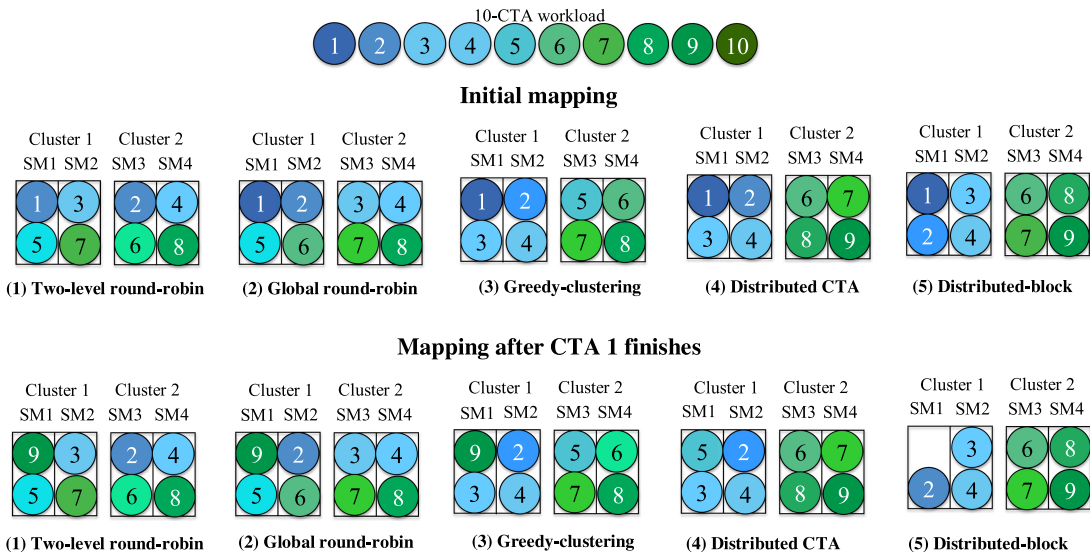 10-CTA workload
1 2 3 4 5 6 7 8 9 10
Initial mapping
Cluster 1 Cluster 2 Cluster 1 Cluster 2 Cluster 1 Cluster 2 Cluster 1 Cluster 2 Cluster 1 Cluster 2
SM1 SM2 SM3 SM4 SM1 SM2 SM3 SM4 SM1 SM2 SM3 SM4 SM1 SM2 SM3 SM4 SM1 SM2 SM3 SM4
1 3 2 4 1 2 3 4 1 2 5 6 1 2 6 7 1 3 6 8
5 7 6 8 5 6 7 8 3 4 7 8 3 4 8 9 2 4 7 9
(1) Two-level round-robin (2) Global round-robin (3) Greedy-clustering (4) Distributed CTA (5) Distributed-block
Mapping after CTA 1 finishes
Cluster 1 Cluster 2 Cluster 1 Cluster 2 Cluster 1 Cluster 2 Cluster 1 Cluster 2 Cluster 1 Cluster 2
SM1 SM2 SM3 SM4 SM1 SM2 SM3 SM4 SM1 SM2 SM3 SM4 SM1 SM2 SM3 SM4 SM1 SM2 SM3 SM4
9 3 2 4 9 2 3 4 9 2 5 6 5 2 6 7 3 6 8
5 7 6 8 5 6 7 8 3 4 7 8 3 4 8 9 2 4 7 9
(1) Two-level round-robin (2) Global round-robin (3) Greedy-clustering (4) Distributed CTA (5) Distributed-block